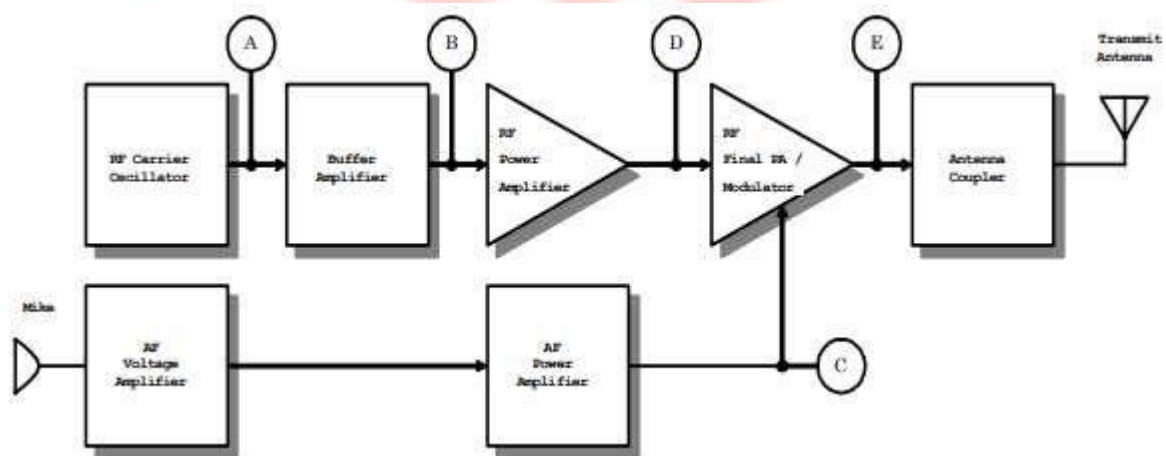 A
B
D
E
Transmit
Antenna
RF Carrier
Oscillator
Buffer
Amplifier
RF
Power
Amplifier
RF
Final PA /
Modulator
Antenna
Coupler
Mike
AF
Voltage
Amplifier
AF
Power
Amplifier
C